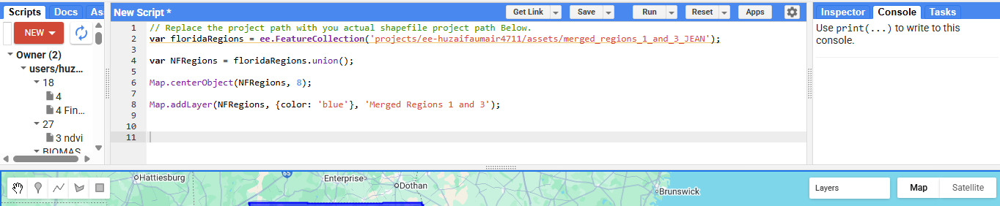 Scripts Docs As
NEW
Owner (2)
users/huz...
18
4
4 Fin...
27
3 ndvi
BIOMAS
New Script *
Get Link Save Run Reset Apps
1 // Replace the project path with you actual shapefile project path Below.
2 var floridaRegions = ee.FeatureCollection('projects/ee-huzaifaumair4711/assets/merged_regions_1_and_3_JEAN');
3
4 var NFRegions = floridaRegions.union();
5
6 Map.centerObject(NFRegions, 8);
7
8 Map.addLayer(NFRegions, {color: 'blue'}, 'Merged Regions 1 and 3');
9
10
11
Inspector Console Tasks
Use print(...) to write to this
console.
Hattiesburg
65
Enterprise
Dothan
Brunswick
Layers
Map Satellite